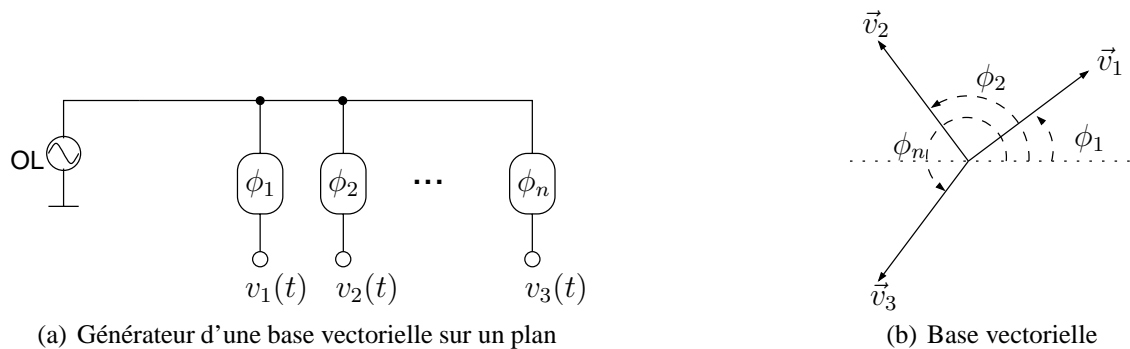 OL
ϕ₁
ϕ₂
...
ϕₙ
v₁(t)
v₂(t)
v₃(t)
(a) Générateur d'une base vectorielle sur un plan
v⃗₂
v⃗₁
ϕ₂
ϕₙ
ϕ₁
v⃗₃
(b) Base vectorielle